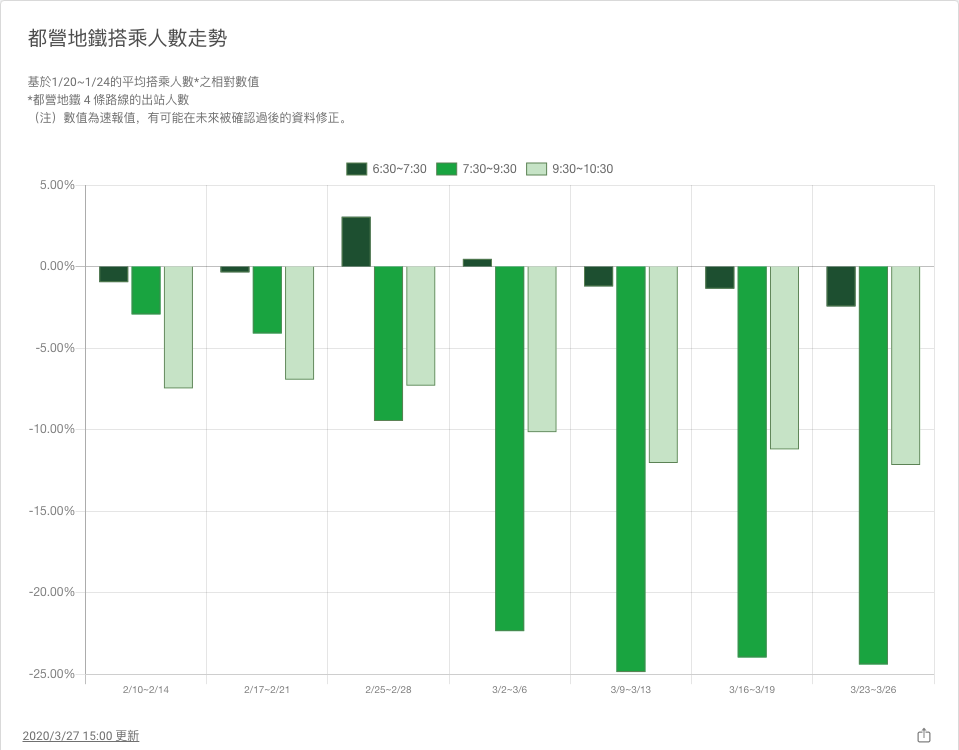 都營地鐵搭乘人數走勢
基於1/20~1/24的平均搭乘人數*之相對數值
*都營地鐵 4 條路線的出站人數
（注）數值為速報值，有可能在未來被確認過後的資料修正。
6:30~7:30 7:30~9:30 9:30~10:30
5.00%
0.00%
-5.00%
-10.00%
-15.00%
-20.00%
-25.00%
2/10~2/14 2/17~2/21 2/25~2/28 3/2~3/6 3/9~3/13 3/16~3/19 3/23~3/26
2020/3/27 15:00 更新